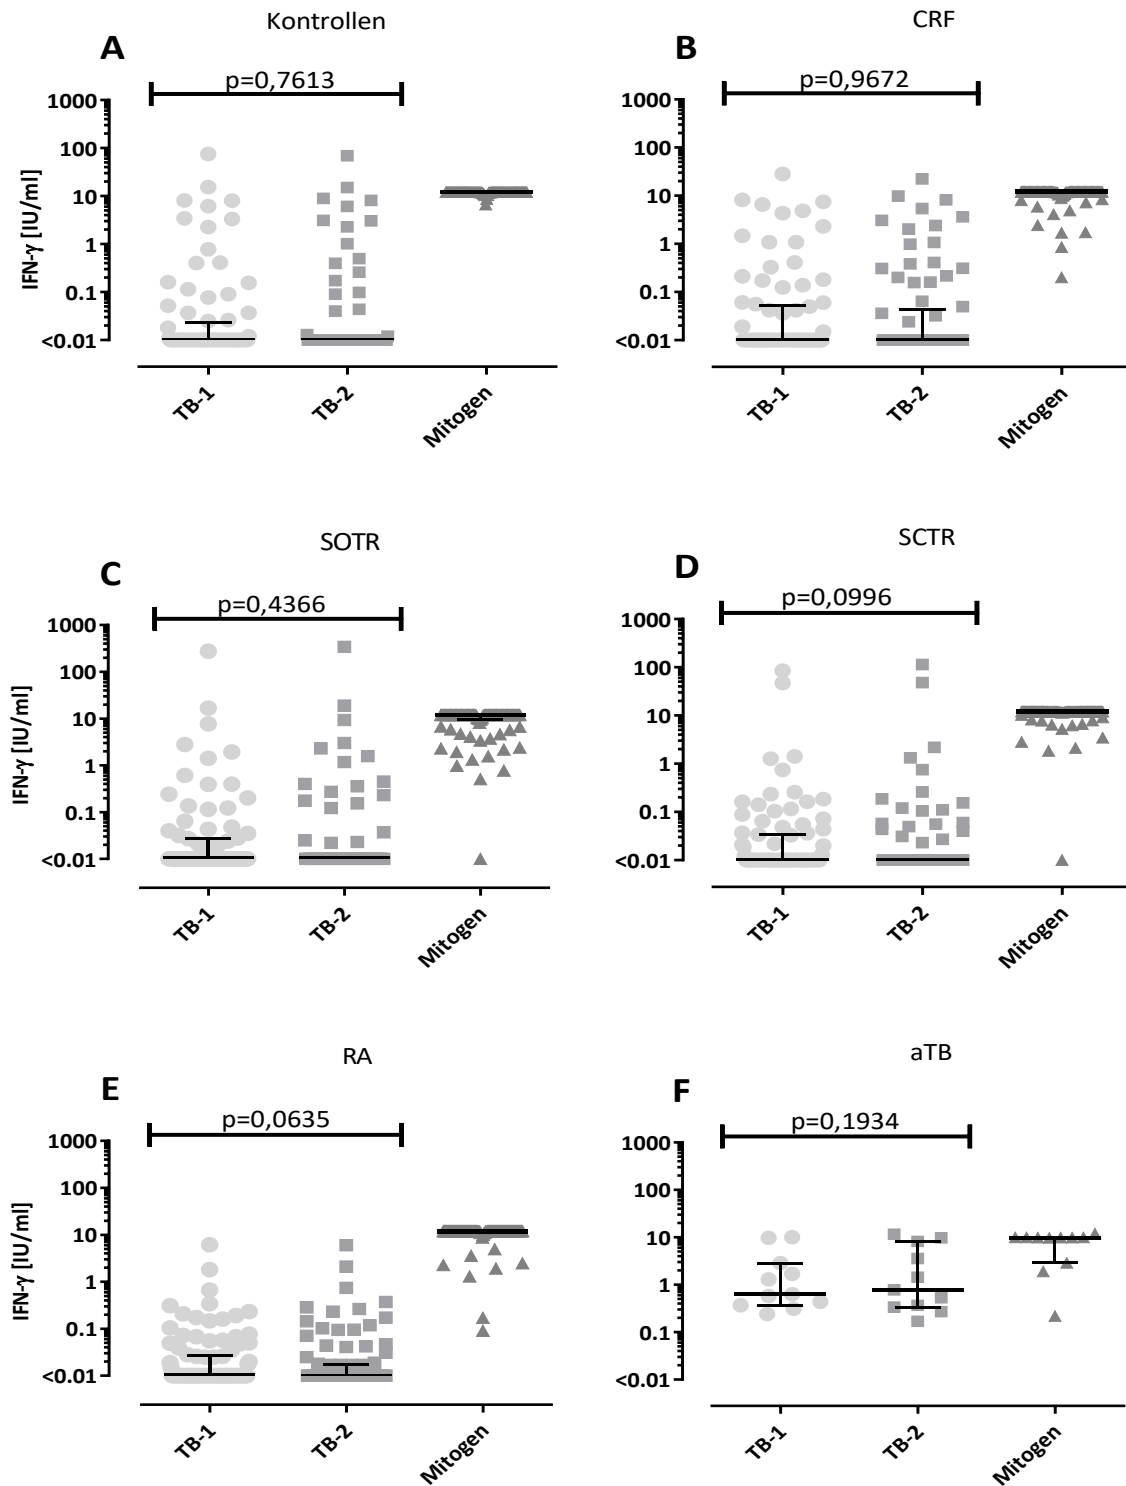 Kontrollen
A
p=0,7613
1000
100
10
1
0.1
<0.01
IFN-γ [IU/ml]
TB-1
TB-2
Mitogen
CRF
B
p=0,9672
1000
100
10
1
0.1
<0.01
TB-1
TB-2
Mitogen
SOTR
C
p=0,4366
1000
100
10
1
0.1
<0.01
IFN-γ [IU/ml]
TB-1
TB-2
Mitogen
SCTR
D
p=0,0996
1000
100
10
1
0.1
<0.01
TB-1
TB-2
Mitogen
RA
E
p=0,0635
1000
100
10
1
0.1
<0.01
IFN-γ [IU/ml]
TB-1
TB-2
Mitogen
aTB
F
p=0,1934
1000
100
10
1
0.1
<0.01
TB-1
TB-2
Mitogen